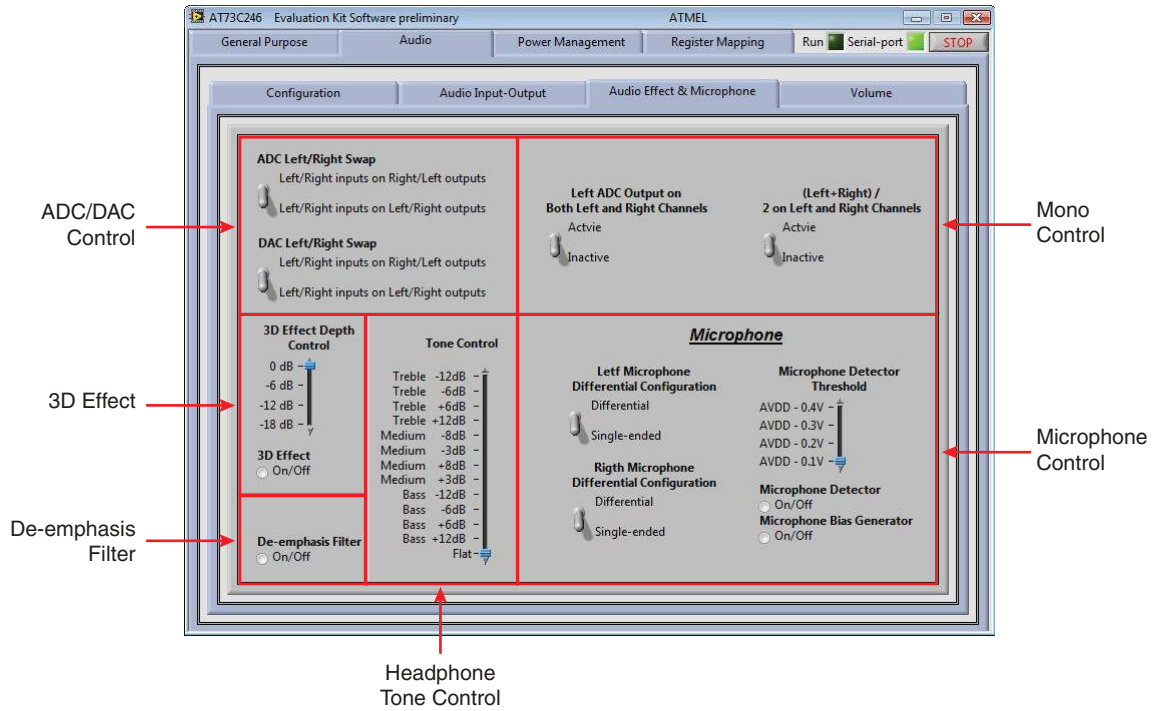 AT73C246 Evaluation Kit Software preliminary ATMEL
General Purpose Audio Power Management Register Mapping Run Serial-port STOP
Configuration Audio Input-Output Audio Effect & Microphone Volume
ADC/DAC
Control
ADC Left/Right Swap
Left/Right inputs on Right/Left outputs
Left/Right inputs on Left/Right outputs
DAC Left/Right Swap
Left/Right inputs on Right/Left outputs
Left/Right inputs on Left/Right outputs
Left ADC Output on
Both Left and Right Channels
Actvie
Inactive
(Left+Right) /
2 on Left and Right Channels
Actvie
Inactive
Mono
Control
3D Effect
3D Effect Depth
Control
0 dB
-6 dB
-12 dB
-18 dB
3D Effect
On/Off
De-emphasis
Filter
De-emphasis Filter
On/Off
Tone Control
Treble -12dB
Treble -6dB
Treble +6dB
Treble +12dB
Medium -8dB
Medium -3dB
Medium +8dB
Medium +3dB
Bass -12dB
Bass -6dB
Bass +6dB
Bass +12dB
Flat
Microphone
Letf Microphone
Differential Configuration
Differential
Single-ended
Rigth Microphone
Differential Configuration
Differential
Single-ended
Microphone Detector
Threshold
AVDD - 0.4V
AVDD - 0.3V
AVDD - 0.2V
AVDD - 0.1V
Microphone Detector
On/Off
Microphone Bias Generator
On/Off
Microphone
Control
Headphone
Tone Control